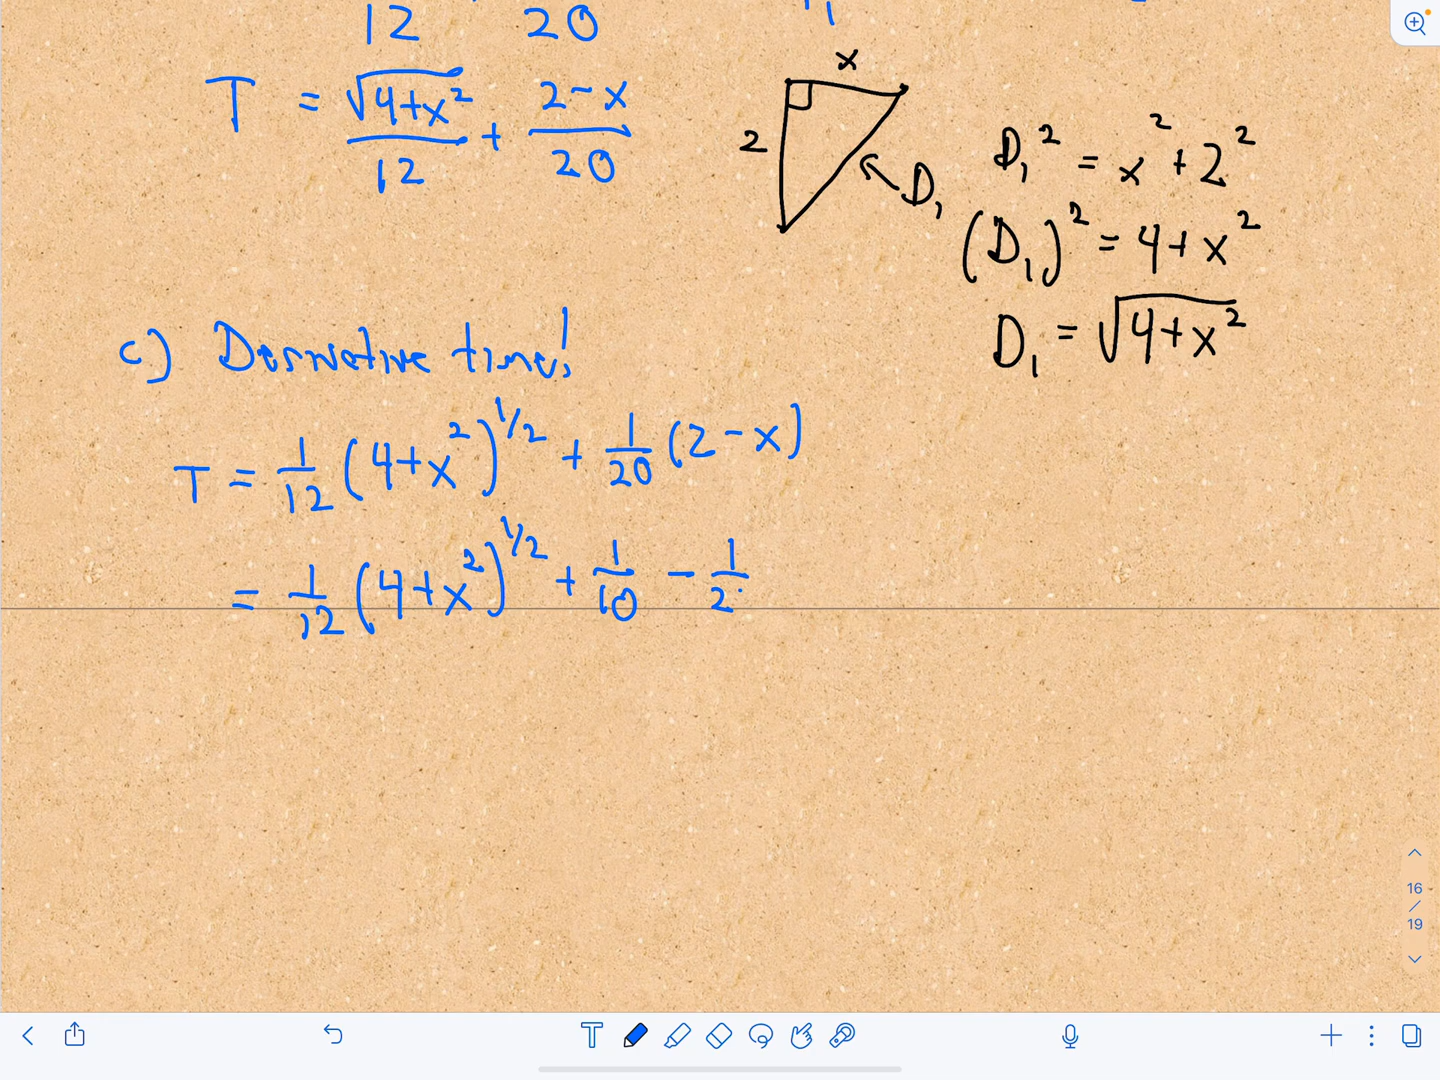 12 20
T = √(4+x²)/12 + (2-x)/20
x
2
D₁
D₁² = x² + 2²
(D₁)² = 4+x²
D₁ = √(4+x²)
c) Derivative time!
T = 1/12 (4+x²)^1/2 + 1/20 (2-x)
= 1/12 (4+x²)^1/2 + 1/10 - 1/2
16
/
19
T